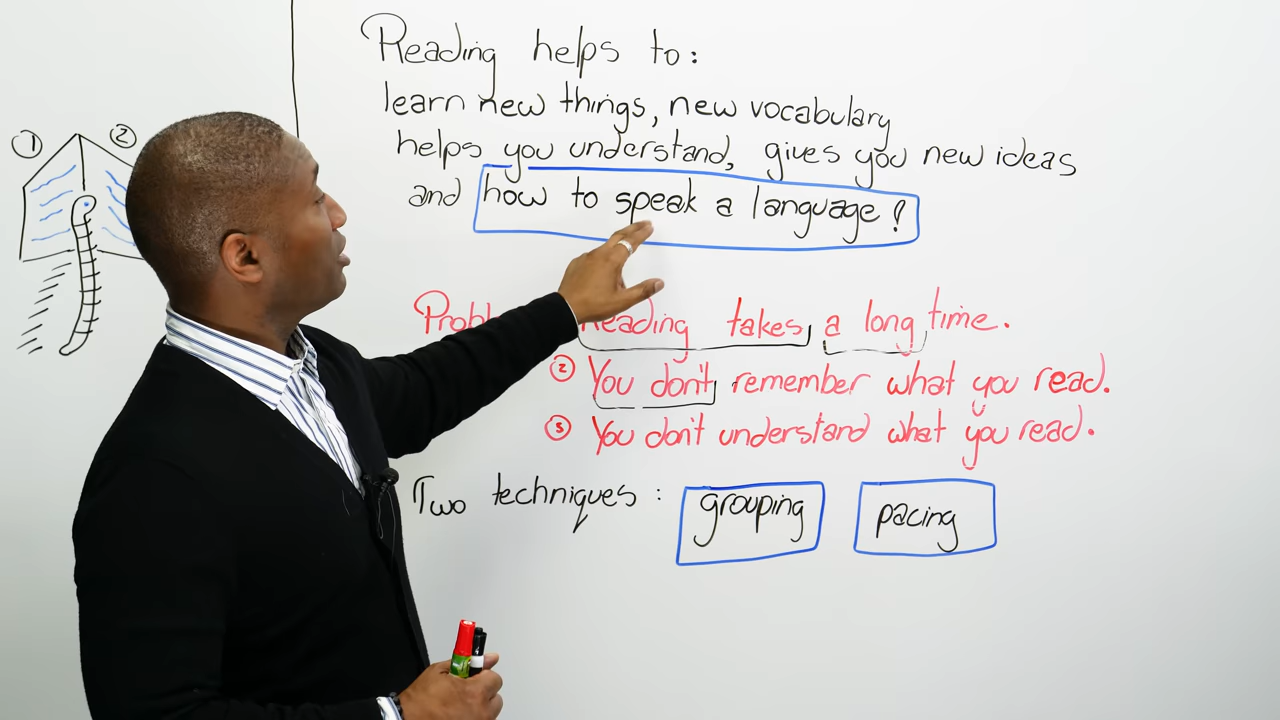 ① ②
Reading helps to:
learn new things, new vocabulary
helps you understand, gives you new ideas
and how to speak a language!
Reading takes a long time.
② You don't remember what you read.
③ You don't understand what you read.
Two techniques: grouping pacing